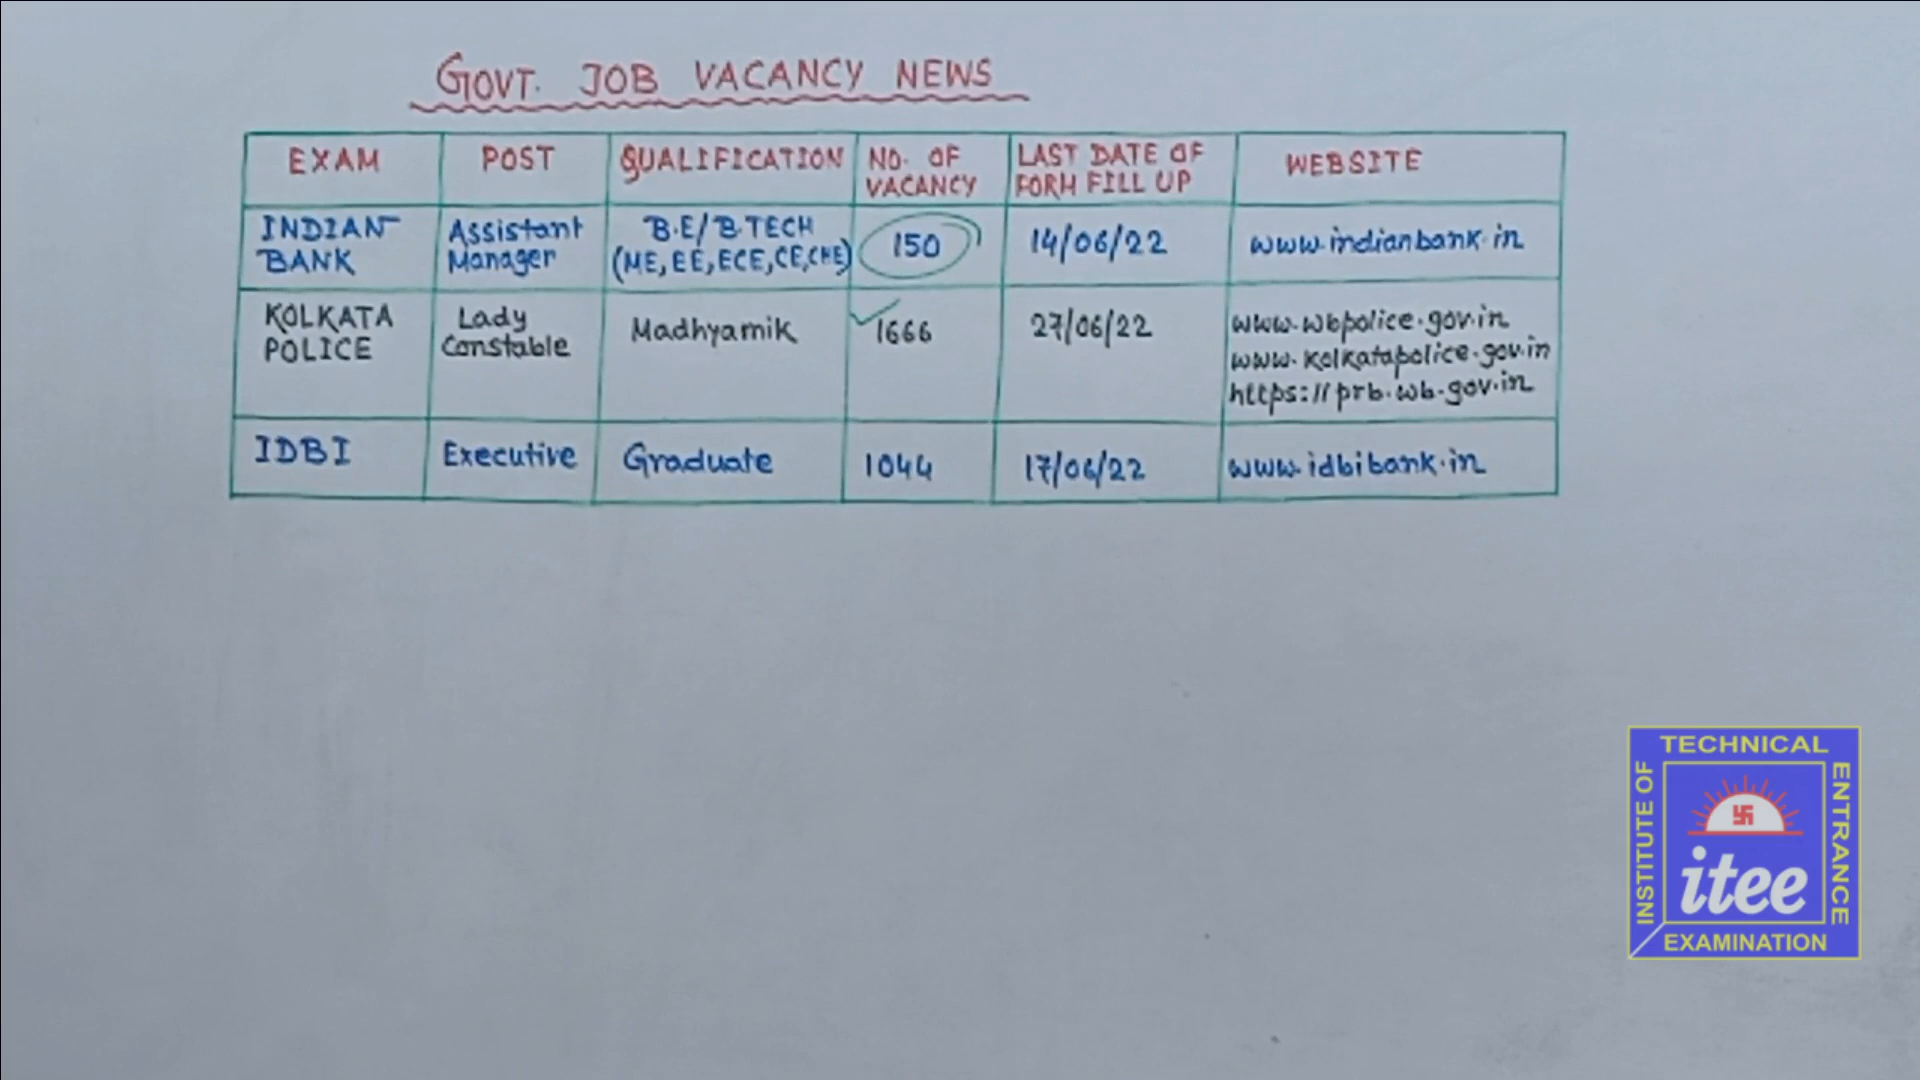 GOVT. JOB VACANCY NEWS
EXAM POST QUALIFICATION NO. OF VACANCY LAST DATE OF FORM FILL UP WEBSITE
INDIAN BANK Assistant Manager B.E/B.TECH (ME,EE,ECE,CE,CHE) 150 14/06/22 www.indianbank.in
KOLKATA POLICE Lady Constable Madhyamik 1666 27/06/22 www.wbpolice.gov.in
www.kolkatapolice.gov.in
https://prb.wb.gov.in
IDBI Executive Graduate 1044 17/06/22 www.idbibank.in
INSTITUTE OF
TECHNICAL
ENTRANCE
EXAMINATION
itee